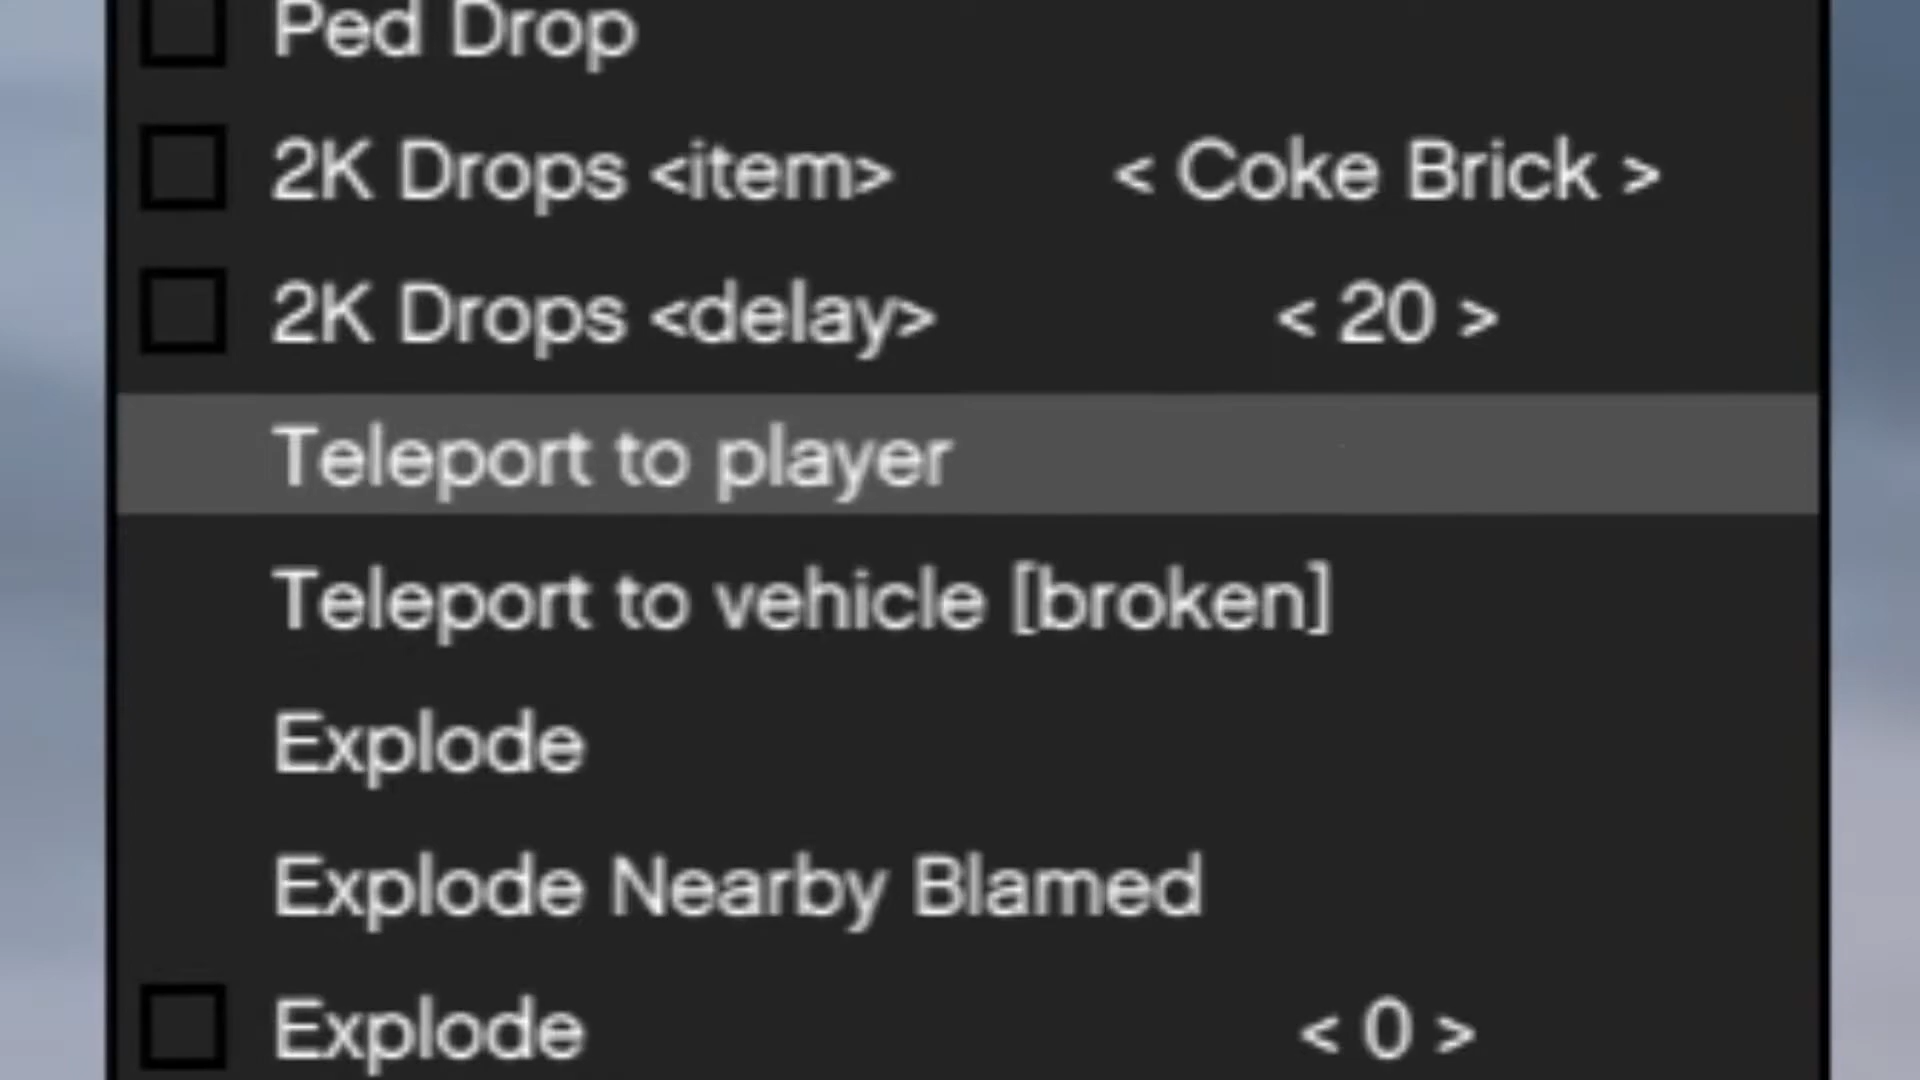 Ped Drop
2K Drops <item> < Coke Brick >
2K Drops <delay> < 20 >
Teleport to player
Teleport to vehicle [broken]
Explode
Explode Nearby Blamed
Explode < 0 >